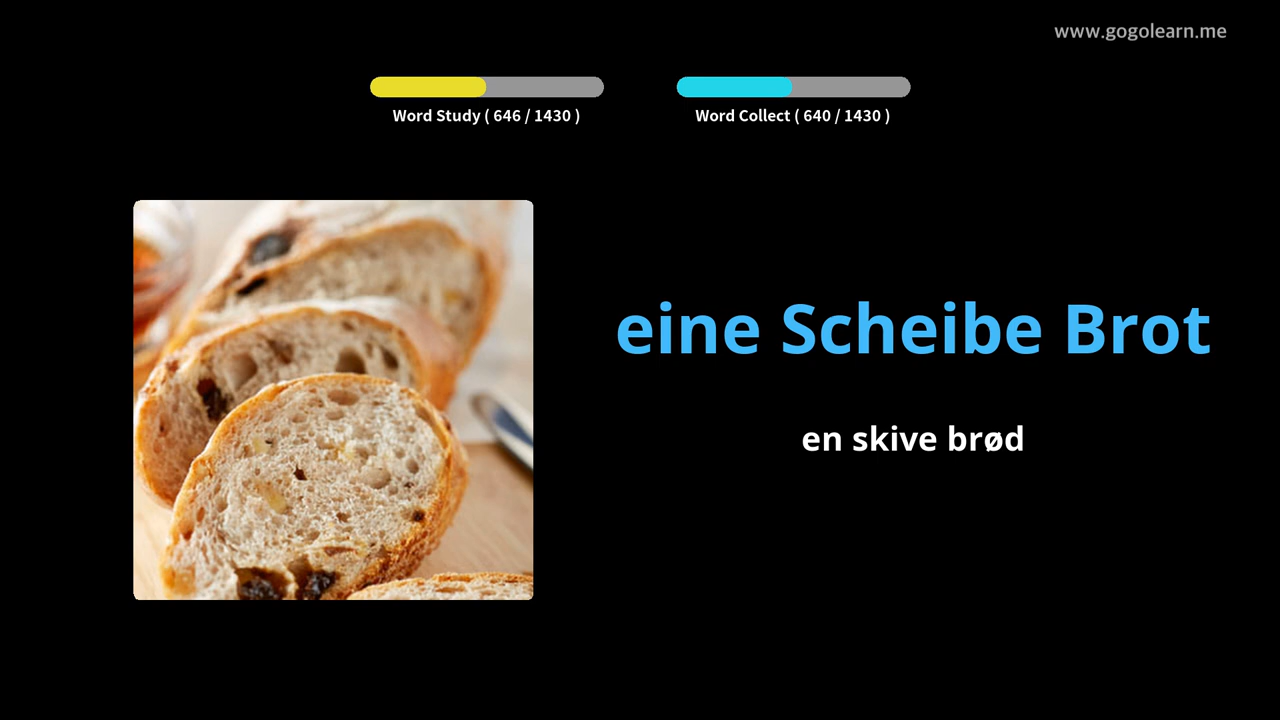 www.gogolearn.me
Word Study ( 646 / 1430 )
Word Collect ( 640 / 1430 )
eine Scheibe Brot
en skive brød